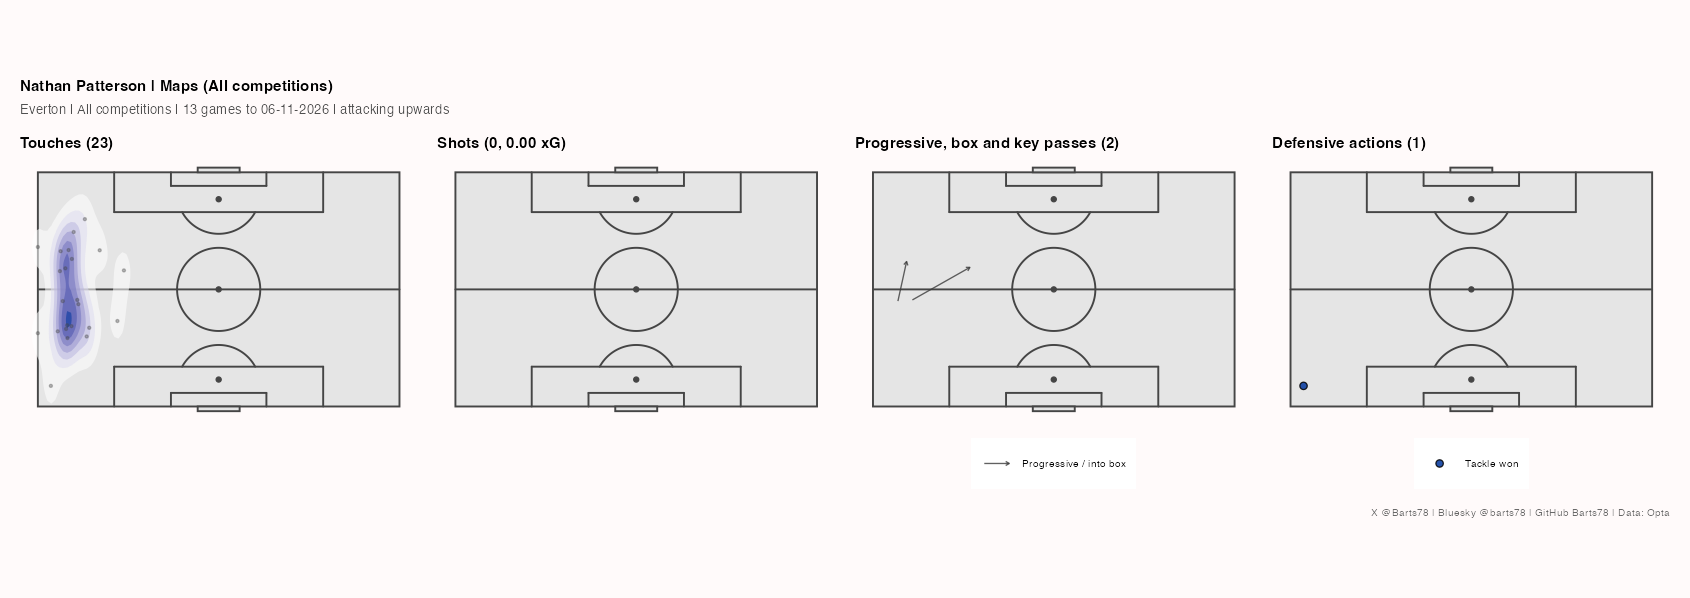 Nathan Patterson | Maps (All competitions)
Everton | All competitions | 13 games to 06-11-2026 | attacking upwards
Touches (23)
Shots (0, 0.00 xG)
Progressive, box and key passes (2)
Defensive actions (1)
Progressive / into box
Tackle won
X @Barts78 | Bluesky @barts78 | GitHub Barts78 | Data: Opta